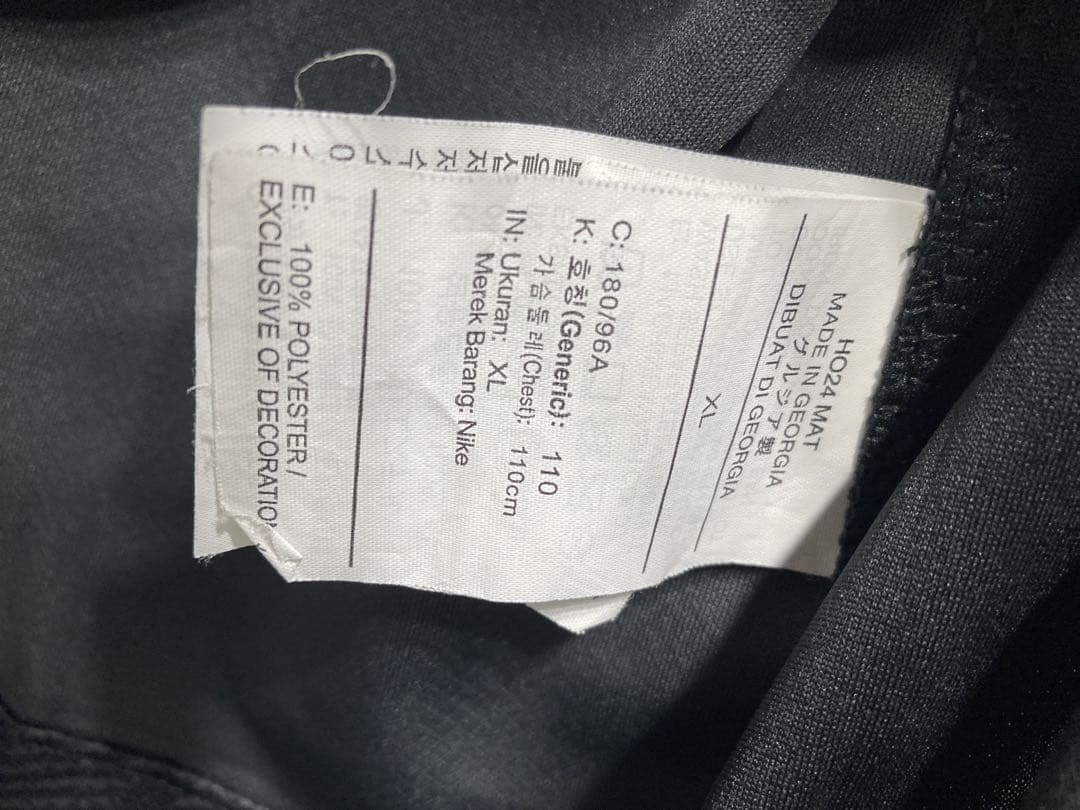 HO24 MAT
MADE IN GEORGIA
グルジア製
DIBUAT DI GEORGIA
XL
C: 180/96A
K: 호칭(Generic): 110
가슴둘레(Chest): 110cm
IN: Ukuran: XL
Merek Barang: Nike
E: 100% POLYESTER /
EXCLUSIVE OF DECORATIO